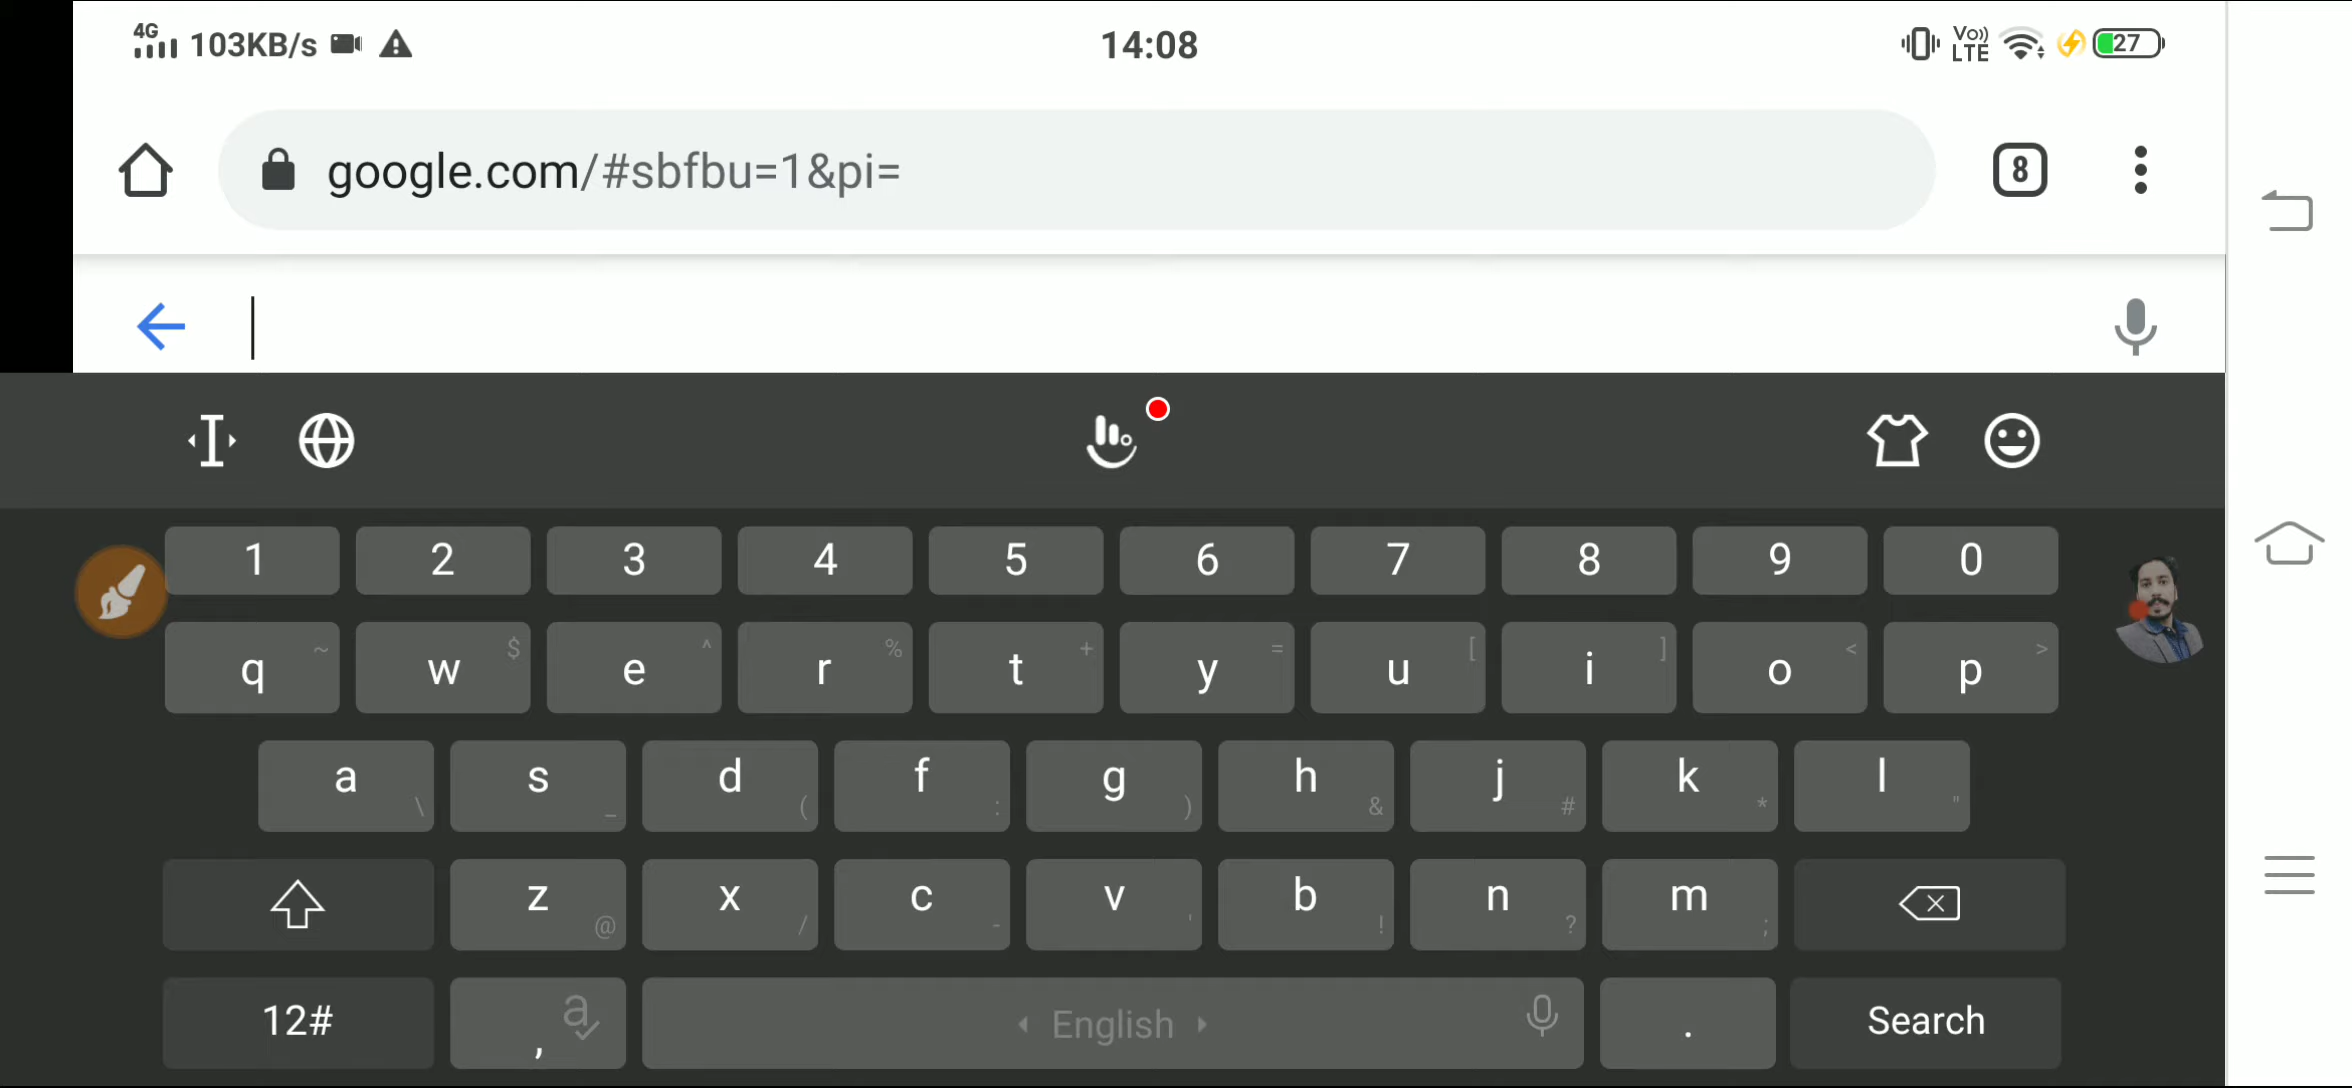 4G 103KB/s 14:08 Vo)) LTE 27
google.com/#sbfbu=1&pi= 8
1 2 3 4 5 6 7 8 9 0
q ~ w $ e ^ r % t + y = u [ i ] o < p >
a \ s _ d ( f : g ) h & j # k * l "
z @ x / c - v ' b ! n ? m ;
12# , a English . Search